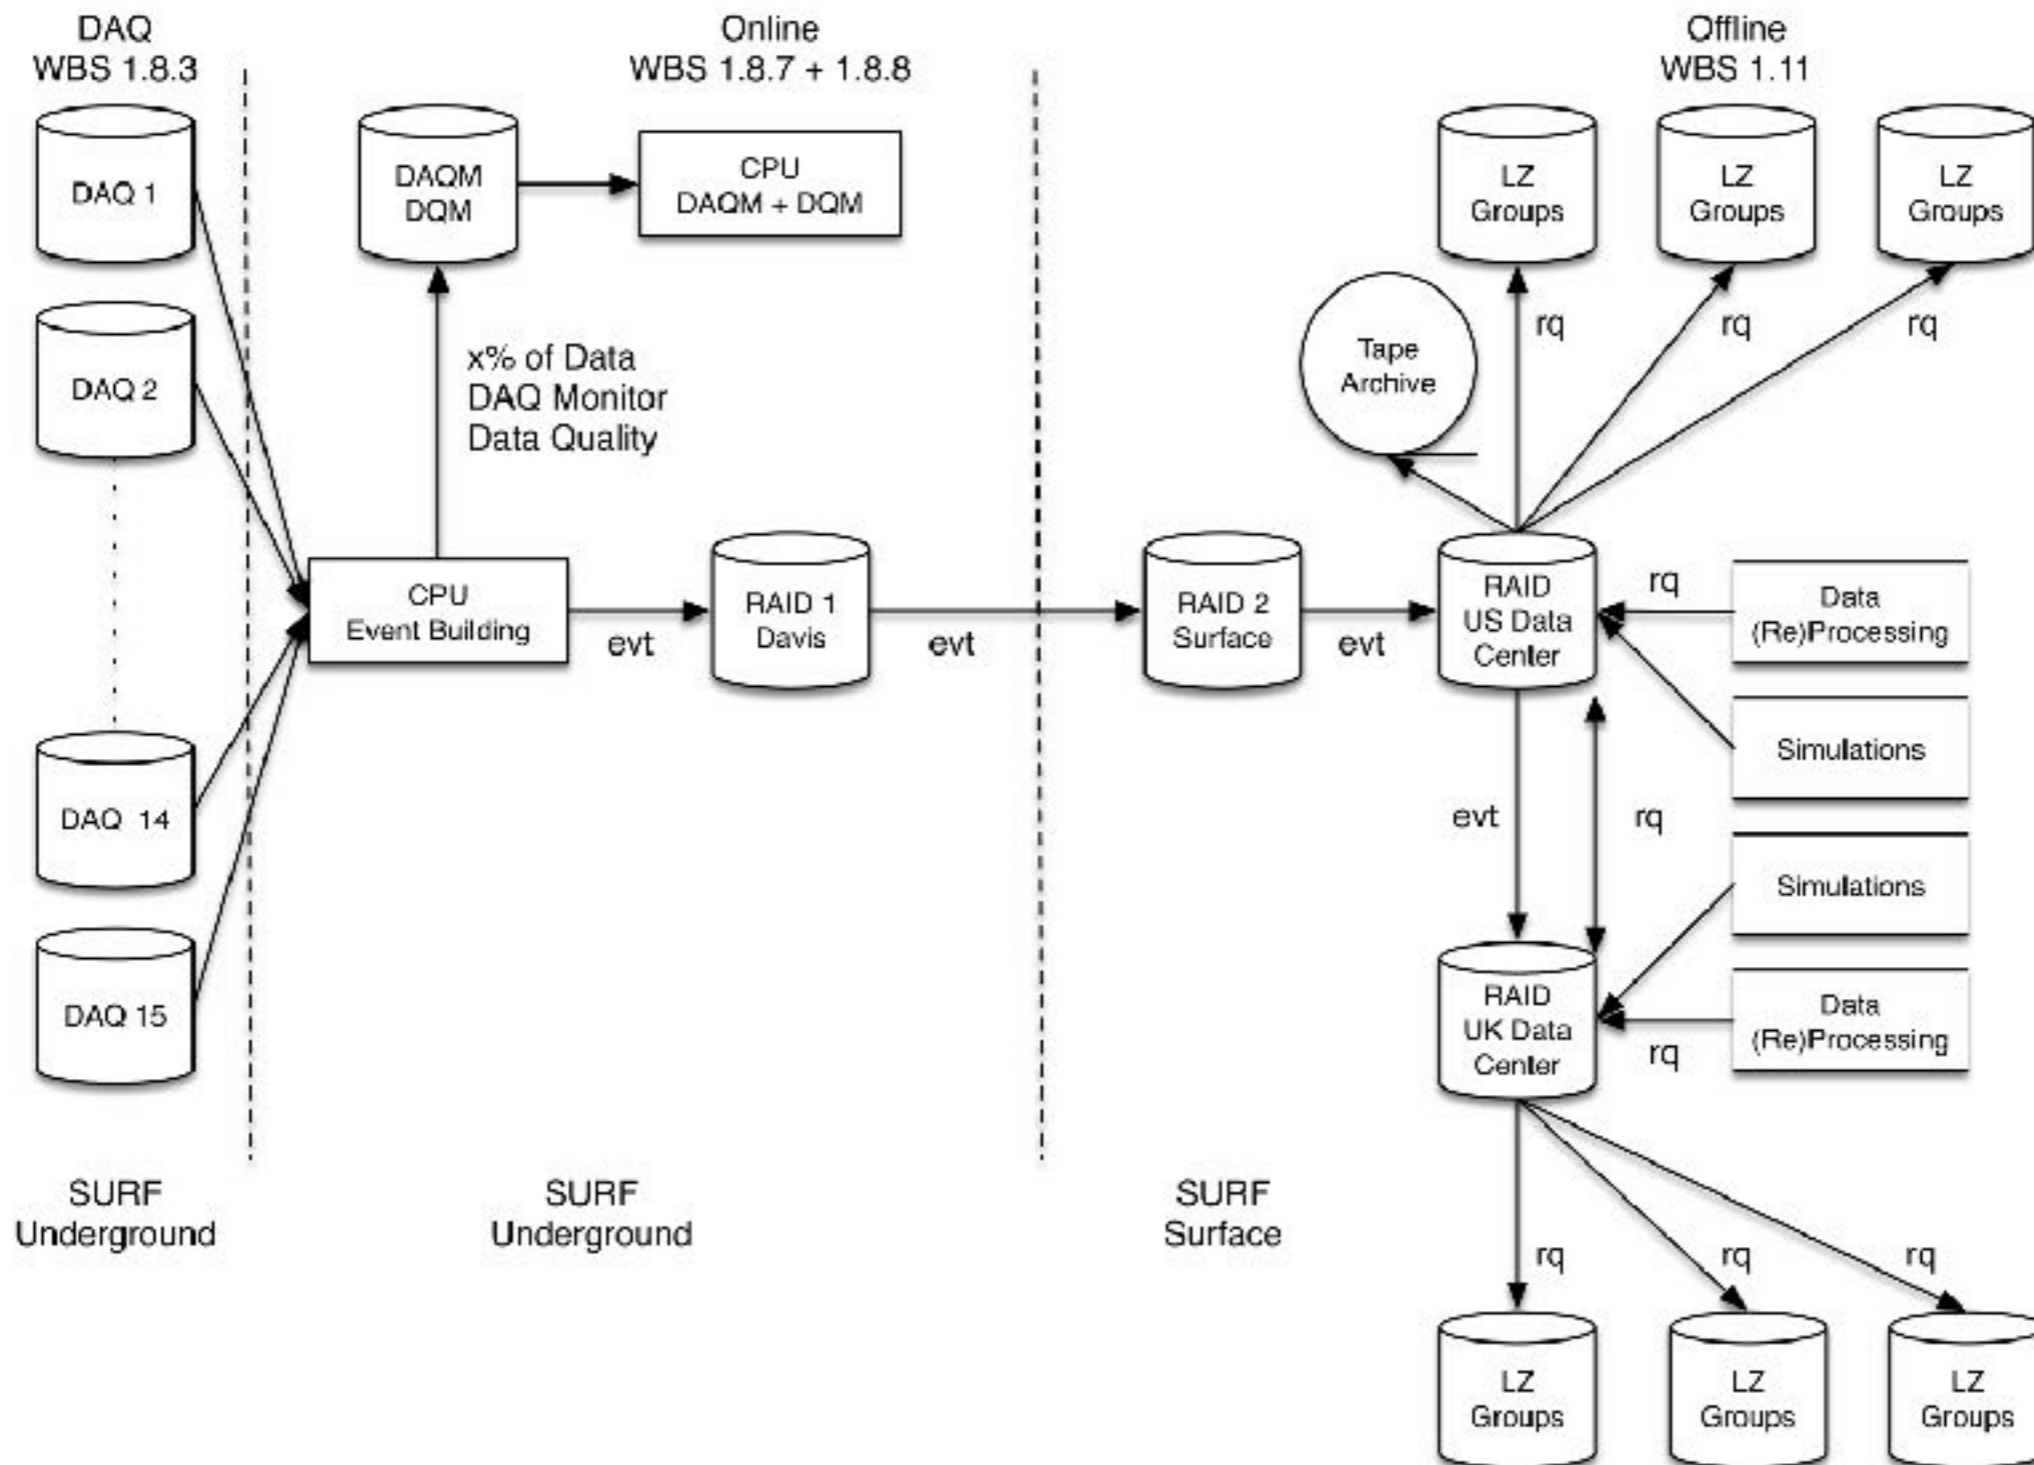 DAQ
WBS 1.8.3
Online
WBS 1.8.7 + 1.8.8
Offline
WBS 1.11
DAQ 1
DAQ 2
DAQ 14
DAQ 15
DAQM
DQM
CPU
DAQM + DQM
x% of Data
DAQ Monitor
Data Quality
CPU
Event Building
evt
RAID 1
Davis
evt
RAID 2
Surface
evt
LZ
Groups
LZ
Groups
LZ
Groups
rq
rq
rq
Tape
Archive
RAID
US Data
Center
rq
Data
(Re)Processing
Simulations
evt
rq
Simulations
RAID
UK Data
Center
rq
Data
(Re)Processing
rq
rq
rq
LZ
Groups
LZ
Groups
LZ
Groups
SURF
Underground
SURF
Underground
SURF
Surface